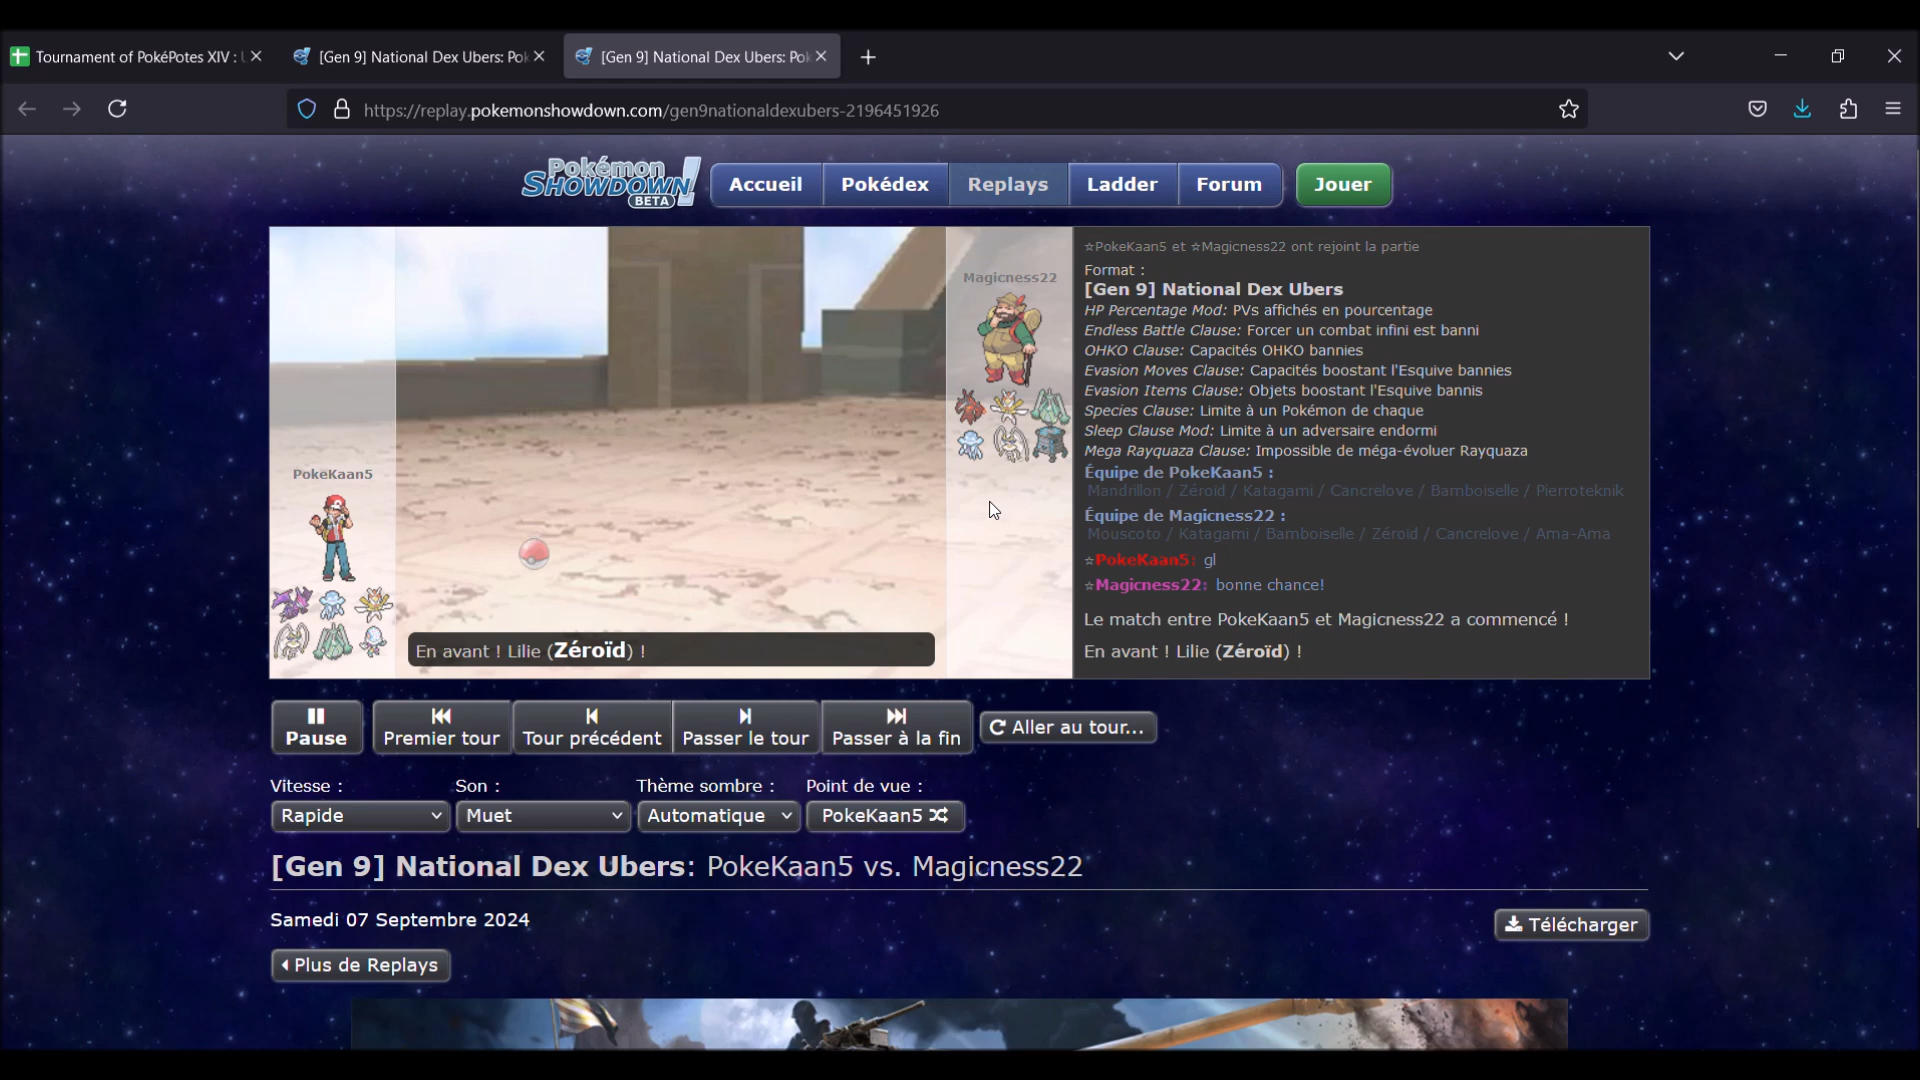 Tournament of PokéPotes XIV :
[Gen 9] National Dex Ubers: Pok
[Gen 9] National Dex Ubers: Pok
https://replay.pokemonshowdown.com/gen9nationaldexubers-2196451926
Pokémon
SHOWDOWN!
BETA
Accueil
Pokédex
Replays
Ladder
Forum
Jouer
Magicness22
PokeKaan5
En avant ! Lilie (Zéroïd) !
☆PokeKaan5 et ☆Magicness22 ont rejoint la partie
Format :
[Gen 9] National Dex Ubers
HP Percentage Mod: PVs affichés en pourcentage
Endless Battle Clause: Forcer un combat infini est banni
OHKO Clause: Capacités OHKO bannies
Evasion Moves Clause: Capacités boostant l'Esquive bannies
Evasion Items Clause: Objets boostant l'Esquive bannis
Species Clause: Limite à un Pokémon de chaque
Sleep Clause Mod: Limite à un adversaire endormi
Mega Rayquaza Clause: Impossible de méga-évoluer Rayquaza
Équipe de PokeKaan5 :
Mandrillon / Zéroïd / Katagami / Cancrelove / Bamboiselle / Pierroteknik
Équipe de Magicness22 :
Mouscoto / Katagami / Bamboiselle / Zéroïd / Cancrelove / Ama-Ama
☆PokeKaan5: gl
☆Magicness22: bonne chance!
Le match entre PokeKaan5 et Magicness22 a commencé !
En avant ! Lilie (Zéroïd) !
Pause
Premier tour
Tour précédent
Passer le tour
Passer à la fin
Aller au tour...
Vitesse :
Son :
Thème sombre :
Point de vue :
Rapide
Muet
Automatique
PokeKaan5
[Gen 9] National Dex Ubers: PokeKaan5 vs. Magicness22
Samedi 07 Septembre 2024
Télécharger
Plus de Replays